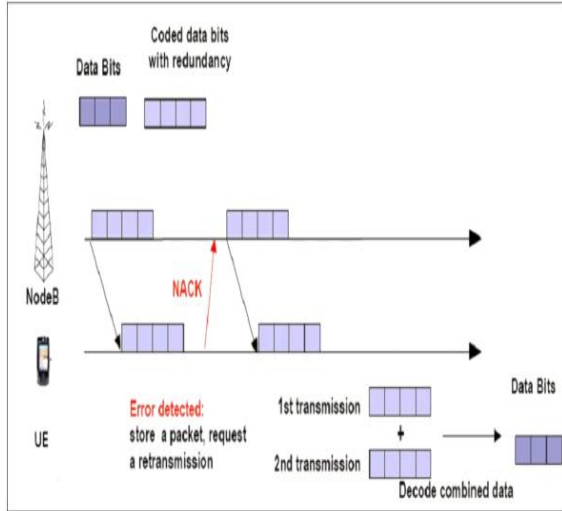 Coded data bits
with redundancy
Data Bits
NodeB
NACK
UE
Error detected:
store a packet, request
a retransmission
1st transmission
+
2nd transmission
Data Bits
Decode combined data